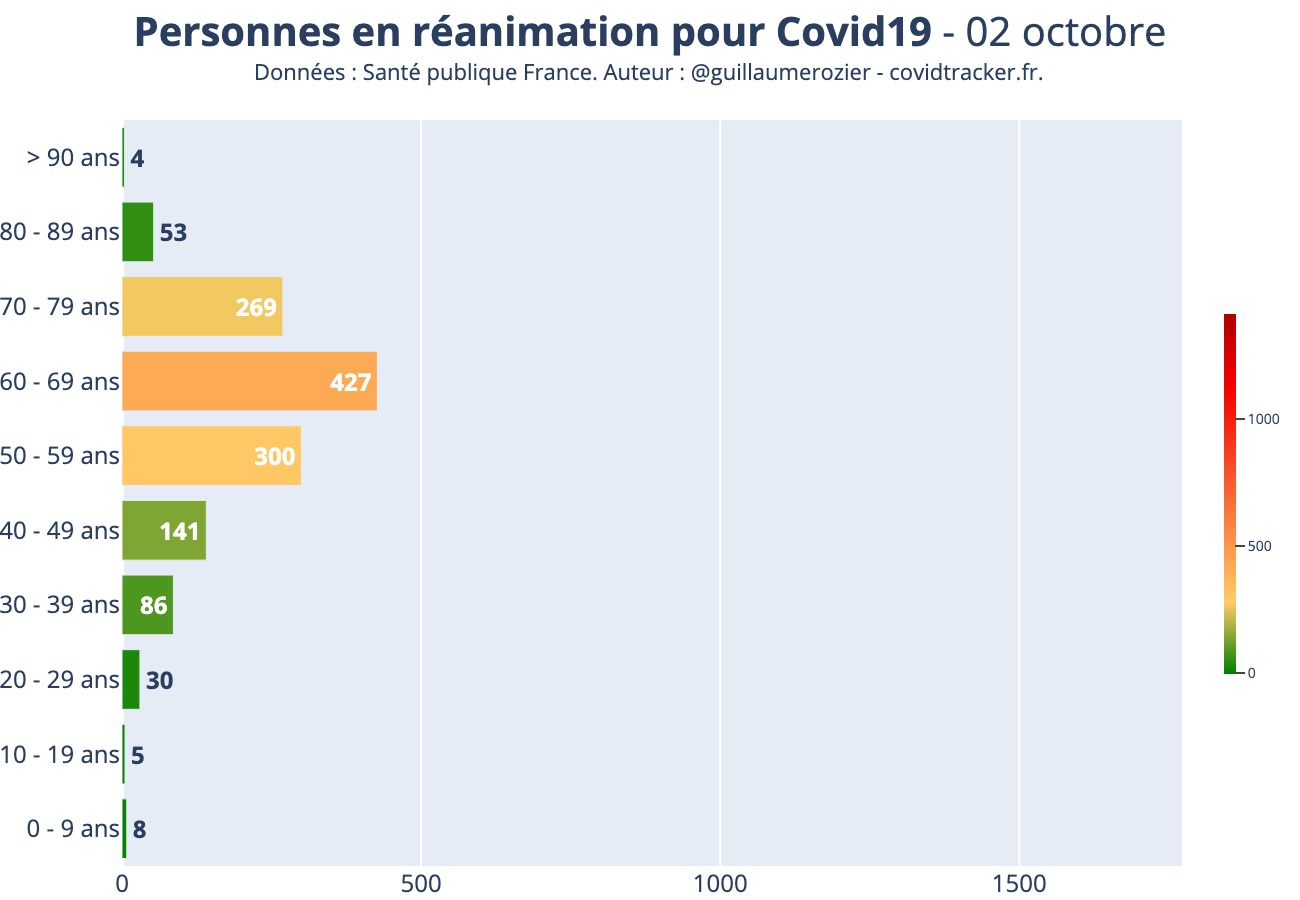 Personnes en réanimation pour Covid19 - 02 octobre
Données : Santé publique France. Auteur : @guillaumerozier - covidtracker.fr.
> 90 ans 4
80 - 89 ans 53
70 - 79 ans 269
60 - 69 ans 427
50 - 59 ans 300
40 - 49 ans 141
30 - 39 ans 86
20 - 29 ans 30
10 - 19 ans 5
0 - 9 ans 8
0 500 1000 1500
1000
500
0